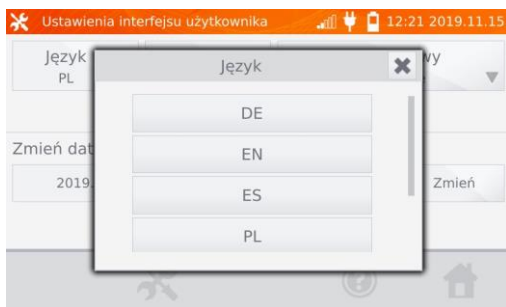 Ustawienia interfejsu użytkownika 12:21 2019.11.15
Język
PL
Język
DE
EN
ES
PL
Zmień dat
2019.
Zmień